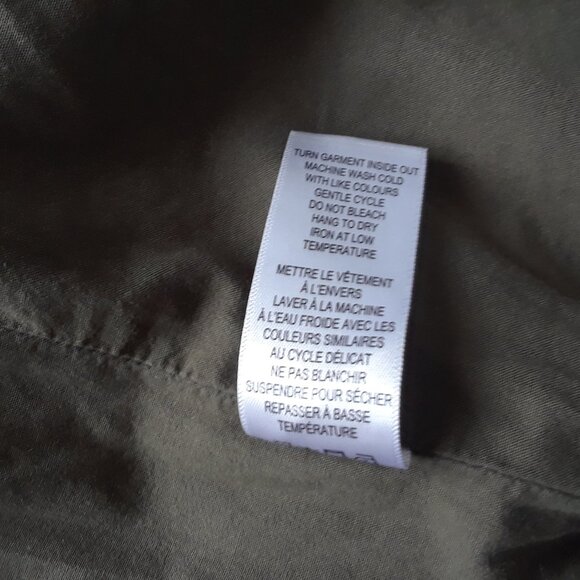 TURN GARMENT INSIDE OUT
MACHINE WASH COLD
WITH LIKE COLOURS
GENTLE CYCLE
DO NOT BLEACH
HANG TO DRY
IRON AT LOW
TEMPERATURE
METTRE LE VÊTEMENT
À L'ENVERS
LAVER À LA MACHINE
À L'EAU FROIDE AVEC LES
COULEURS SIMILAIRES
AU CYCLE DÉLICAT
NE PAS BLANCHIR
SUSPENDRE POUR SÉCHER
REPASSER À BASSE
TEMPÉRATURE